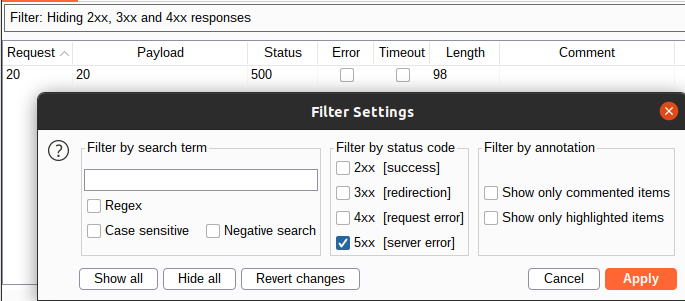 Filter: Hiding 2xx, 3xx and 4xx responses
Request Payload Status Error Timeout Length Comment
20 20 500 98
Filter Settings
?
Filter by search term
Regex
Case sensitive Negative search
Filter by status code
2xx [success]
3xx [redirection]
4xx [request error]
5xx [server error]
Filter by annotation
Show only commented items
Show only highlighted items
Show all Hide all Revert changes Cancel Apply